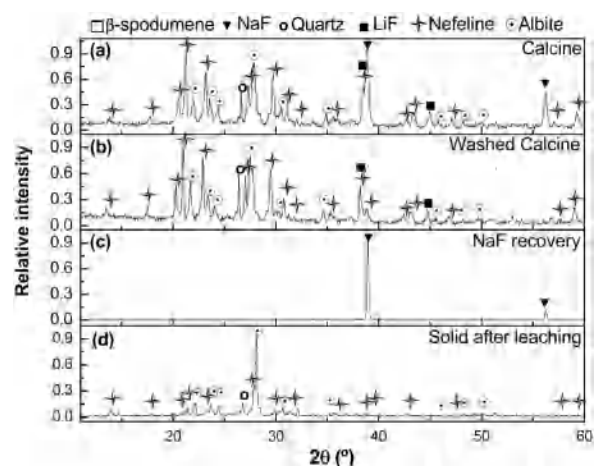 β-spodumene NaF Quartz LiF Nefeline Albite
(a) Calcine
0.9
0.6
0.3
0.0
(b) Washed Calcine
0.9
0.6
0.3
0.0
(c) NaF recovery
0.9
0.6
0.3
0.0
(d) Solid after leaching
0.9
0.6
0.3
0.0
Relative intensity
20 30 40 50 60
2θ (º)